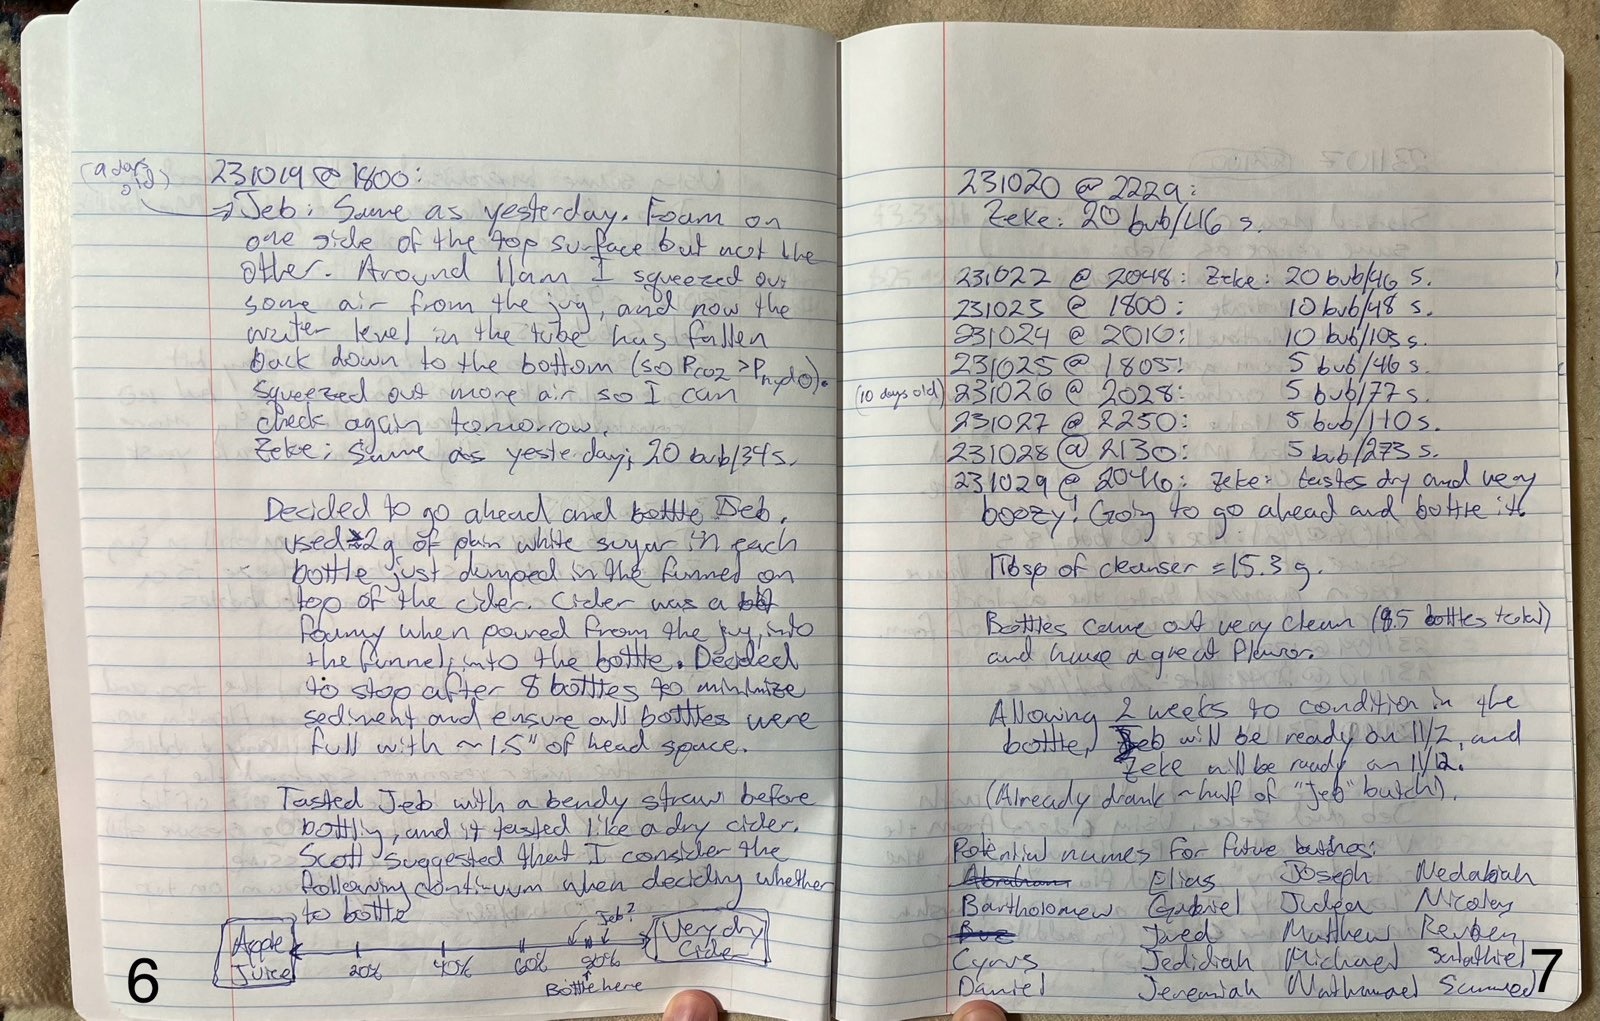 (9 days
old)
231019 @ 1800:
Jeb: Same as yesterday. Foam on
one side of the top surface but not the
other. Around 11am I squeezed out
some air from the jug, and now the
water level in the tube has fallen
back down to the bottom (so PCO2 > PhydO).
squeezed out more air so I can
check again tomorrow.
Zeke: Same as yesterday; 20 bub/34s.
Decided to go ahead and bottle Jeb.
used ~2g of plain white sugar in each
bottle just dumped in the funnel on
top of the cider. Cider was a bit
foamy when poured from the jug, into
the funnel, into the bottle. Decided
to stop after 8 bottles to minimize
sediment and ensure all bottles were
full with ~1.5" of head space.
Tasted Jeb with a bendy straw before
bottling, and it tasted like a dry cider.
Scott suggested that I consider the
following continuum when deciding whether
to bottle
Jeb?
Apple
Juice
20% 40% 60% 80%
Very dry
Cider
Bottle here
6
231020 @ 2229:
Zeke: 20 bub/46 s.
231022 @ 2048: Zeke: 20 bub/46 s.
231023 @ 1800: 10 bub/48 s.
231024 @ 2010: 10 bub/103 s.
231025 @ 1805: 5 bub/46 s.
(10 days old) 231026 @ 2028: 5 bub/77 s.
231027 @ 2250: 5 bub/110 s.
231028 @ 2130: 5 bub/273 s.
231029 @ 2046: Zeke: tastes dry and very
boozy! Going to go ahead and bottle it.
1 Tbsp of cleanser = 15.3 g.
Bottles came out very clean (8.5 bottles total)
and have a great flavor.
Allowing 2 weeks to condition in the
bottle, Jeb will be ready on 11/2, and
Zeke will be ready on 11/12.
(Already drank ~half of "Jeb" batch).
Potential names for future batches:
Abraham Elias Joseph Nedabiah
Bartholomew Gabriel Judea Nicolas
Jared Matthew Reuben
Cyrus Jedidiah Michael Salathiel
Daniel Jeremiah Nathanael Samuel
7